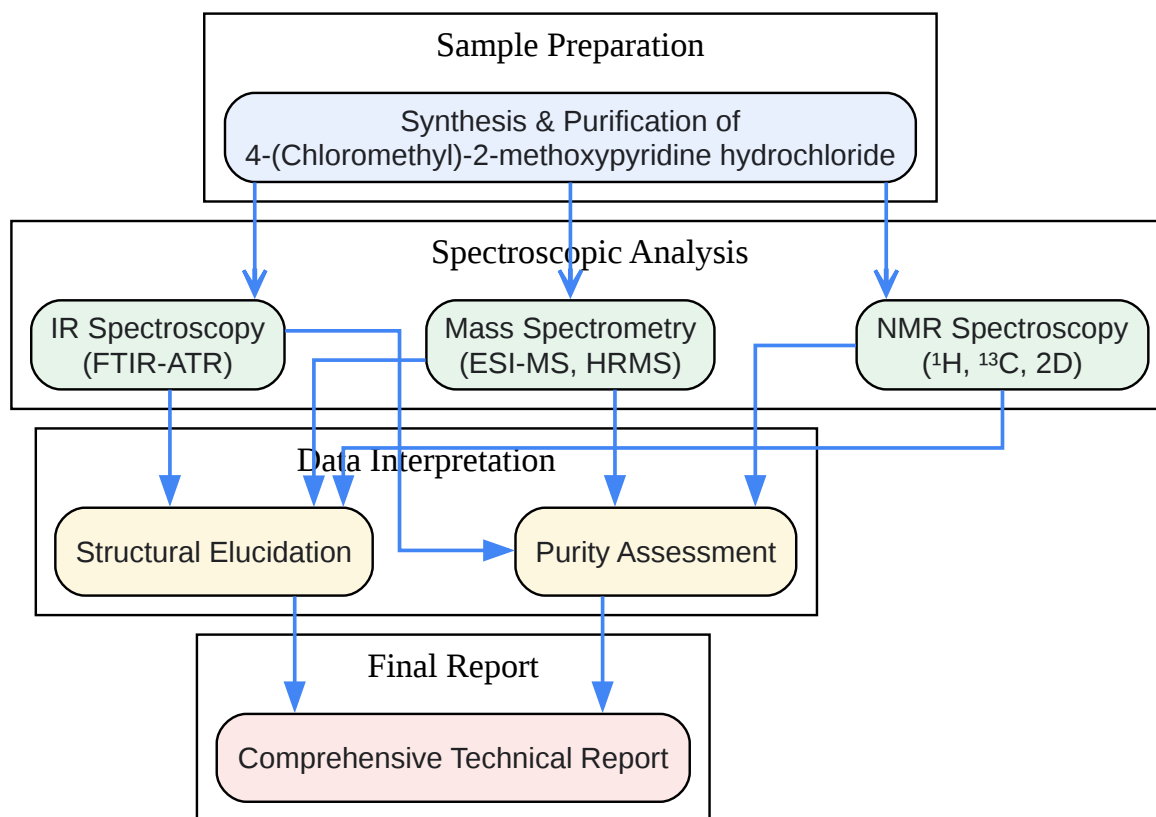 Sample Preparation
Synthesis & Purification of
4-(Chloromethyl)-2-methoxypyridine hydrochloride
Spectroscopic Analysis
IR Spectroscopy
(FTIR-ATR)
Mass Spectrometry
(ESI-MS, HRMS)
NMR Spectroscopy
(¹H, ¹³C, 2D)
Data Interpretation
Structural Elucidation
Purity Assessment
Final Report
Comprehensive Technical Report